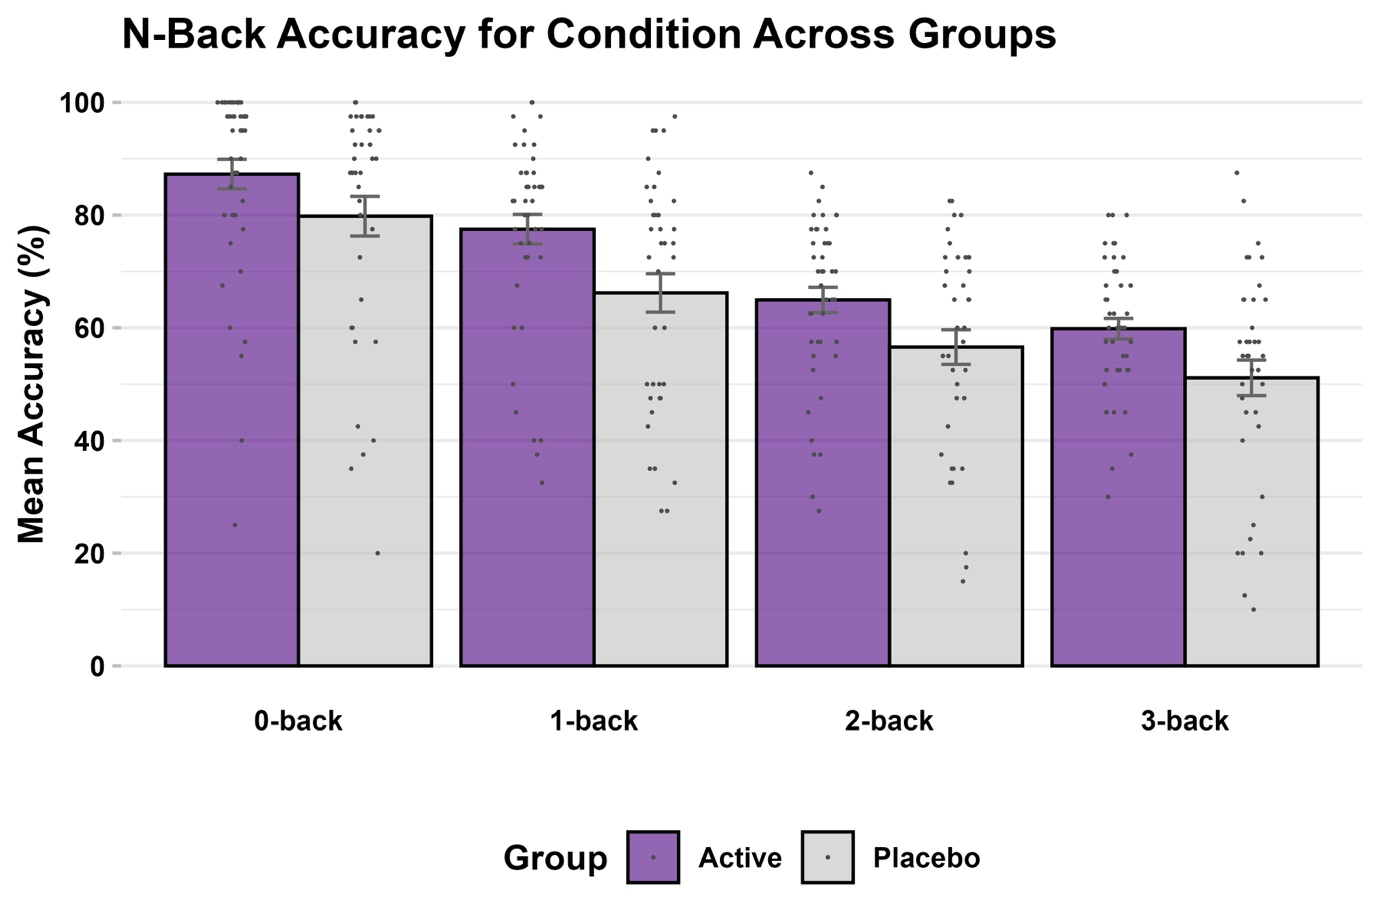 N-Back Accuracy for Condition Across Groups
Mean Accuracy (%)
100
80
60
40
20
0
0-back 1-back 2-back 3-back
Group Active Placebo